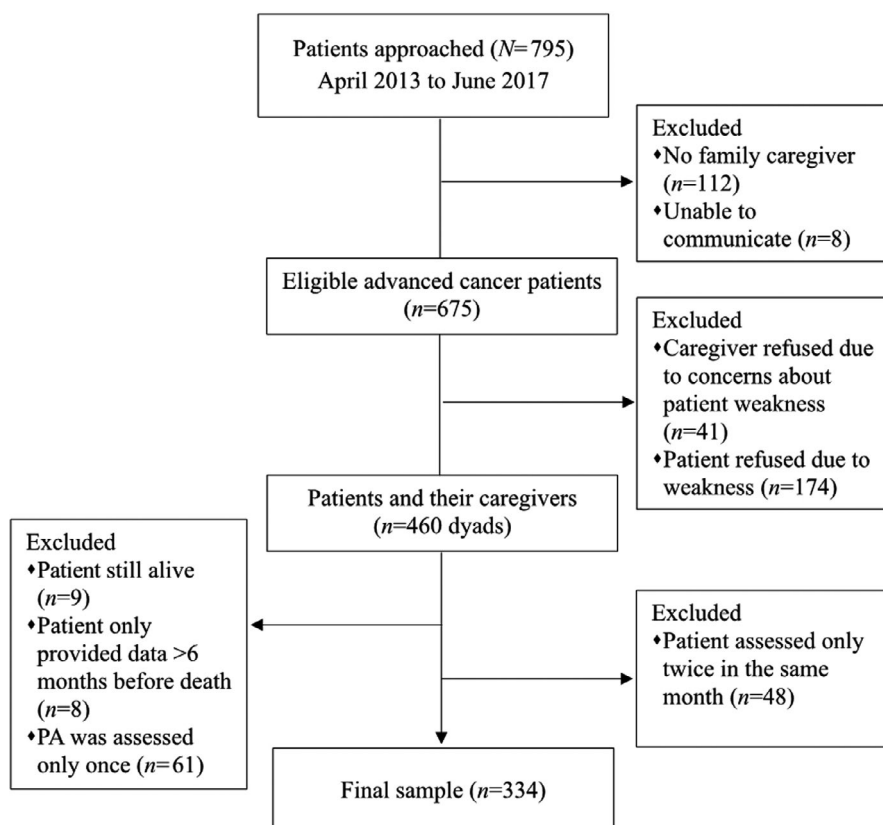 Patients approached (N=795)
April 2013 to June 2017
Excluded
♦No family caregiver
(n=112)
♦Unable to
communicate (n=8)
Eligible advanced cancer patients
(n=675)
Excluded
♦Caregiver refused due
to concerns about
patient weakness
(n=41)
♦Patient refused due to
weakness (n=174)
Patients and their caregivers
(n=460 dyads)
Excluded
♦Patient still alive
(n=9)
♦Patient only
provided data >6
months before death
(n=8)
♦PA was assessed
only once (n=61)
Excluded
♦Patient assessed only
twice in the same
month (n=48)
Final sample (n=334)